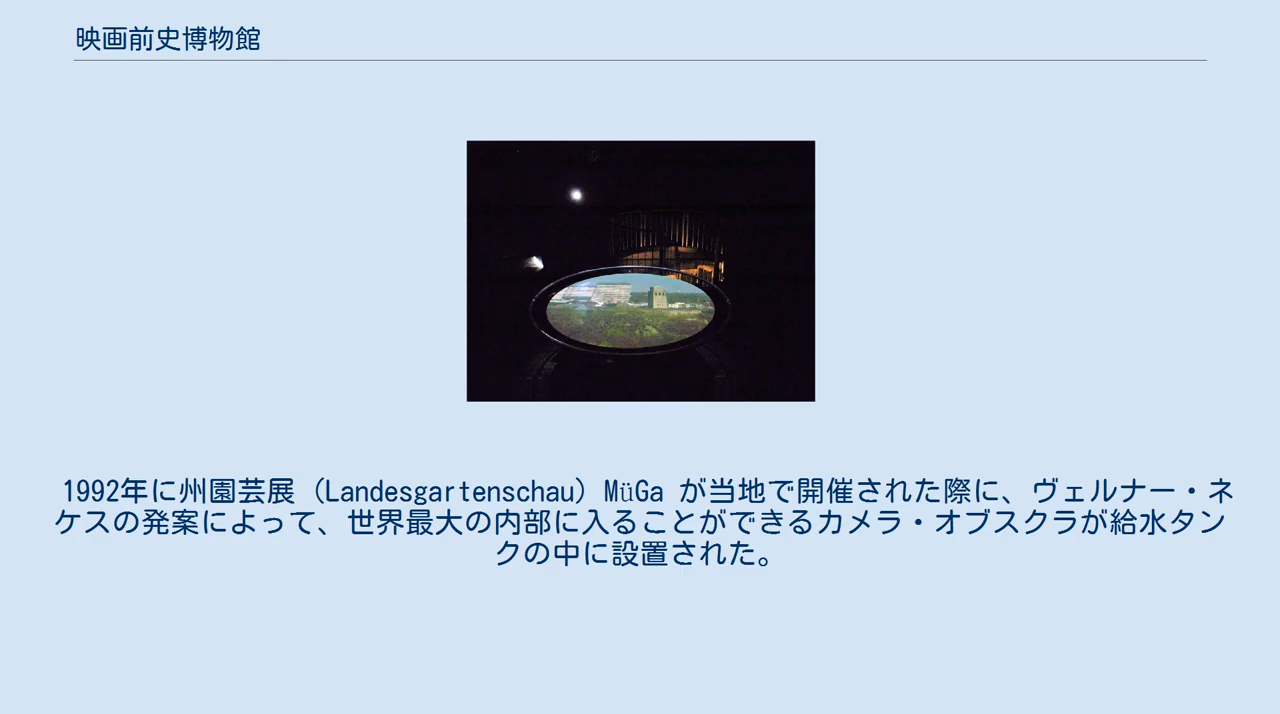 映画前史博物館
1992年に州園芸展（Landesgartenschau）MüGa が当地で開催された際に、ヴェルナー・ネ
ケスの発案によって、世界最大の内部に入ることができるカメラ・オブスクラが給水タン
クの中に設置された。